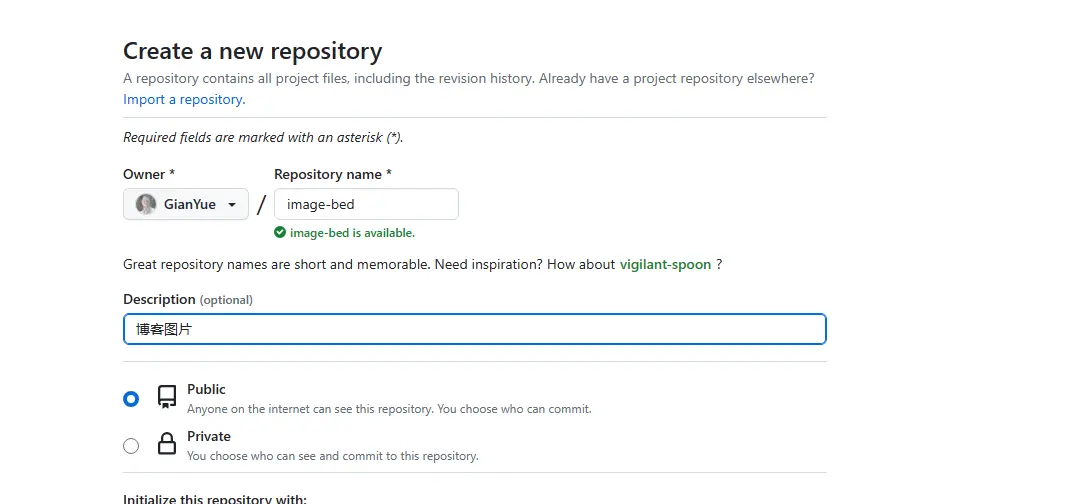 Create a new repository
A repository contains all project files, including the revision history. Already have a project repository elsewhere?
Import a repository.
Required fields are marked with an asterisk (*).
Owner * Repository name *
GianYue / image-bed
image-bed is available.
Great repository names are short and memorable. Need inspiration? How about vigilant-spoon ?
Description (optional)
博客图片
Public
Anyone on the internet can see this repository. You choose who can commit.
Private
You choose who can see and commit to this repository.
Initialize this repository with: